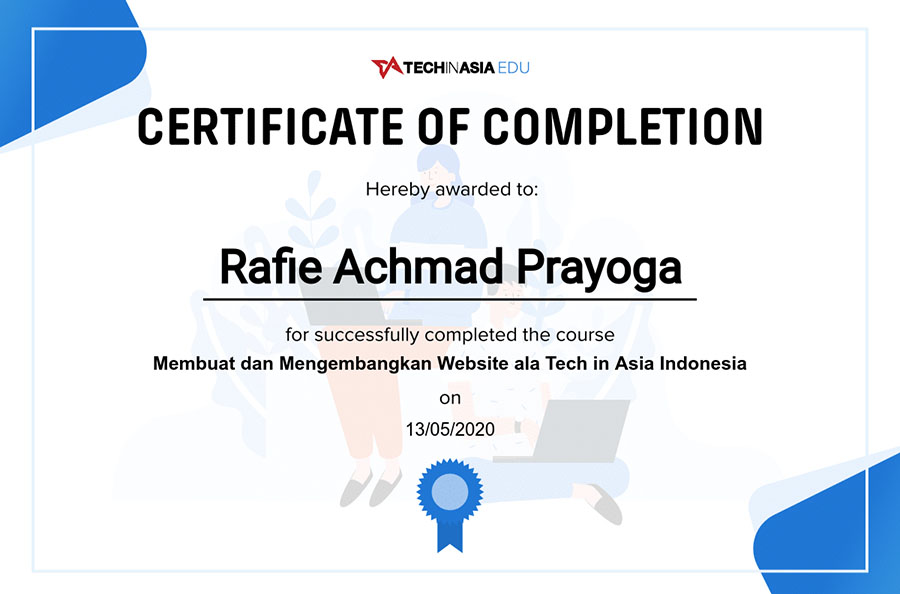 TECHINASIA EDU
CERTIFICATE OF COMPLETION
Hereby awarded to:
Rafie Achmad Prayoga
for successfully completed the course
Membuat dan Mengembangkan Website ala Tech in Asia Indonesia
on
13/05/2020